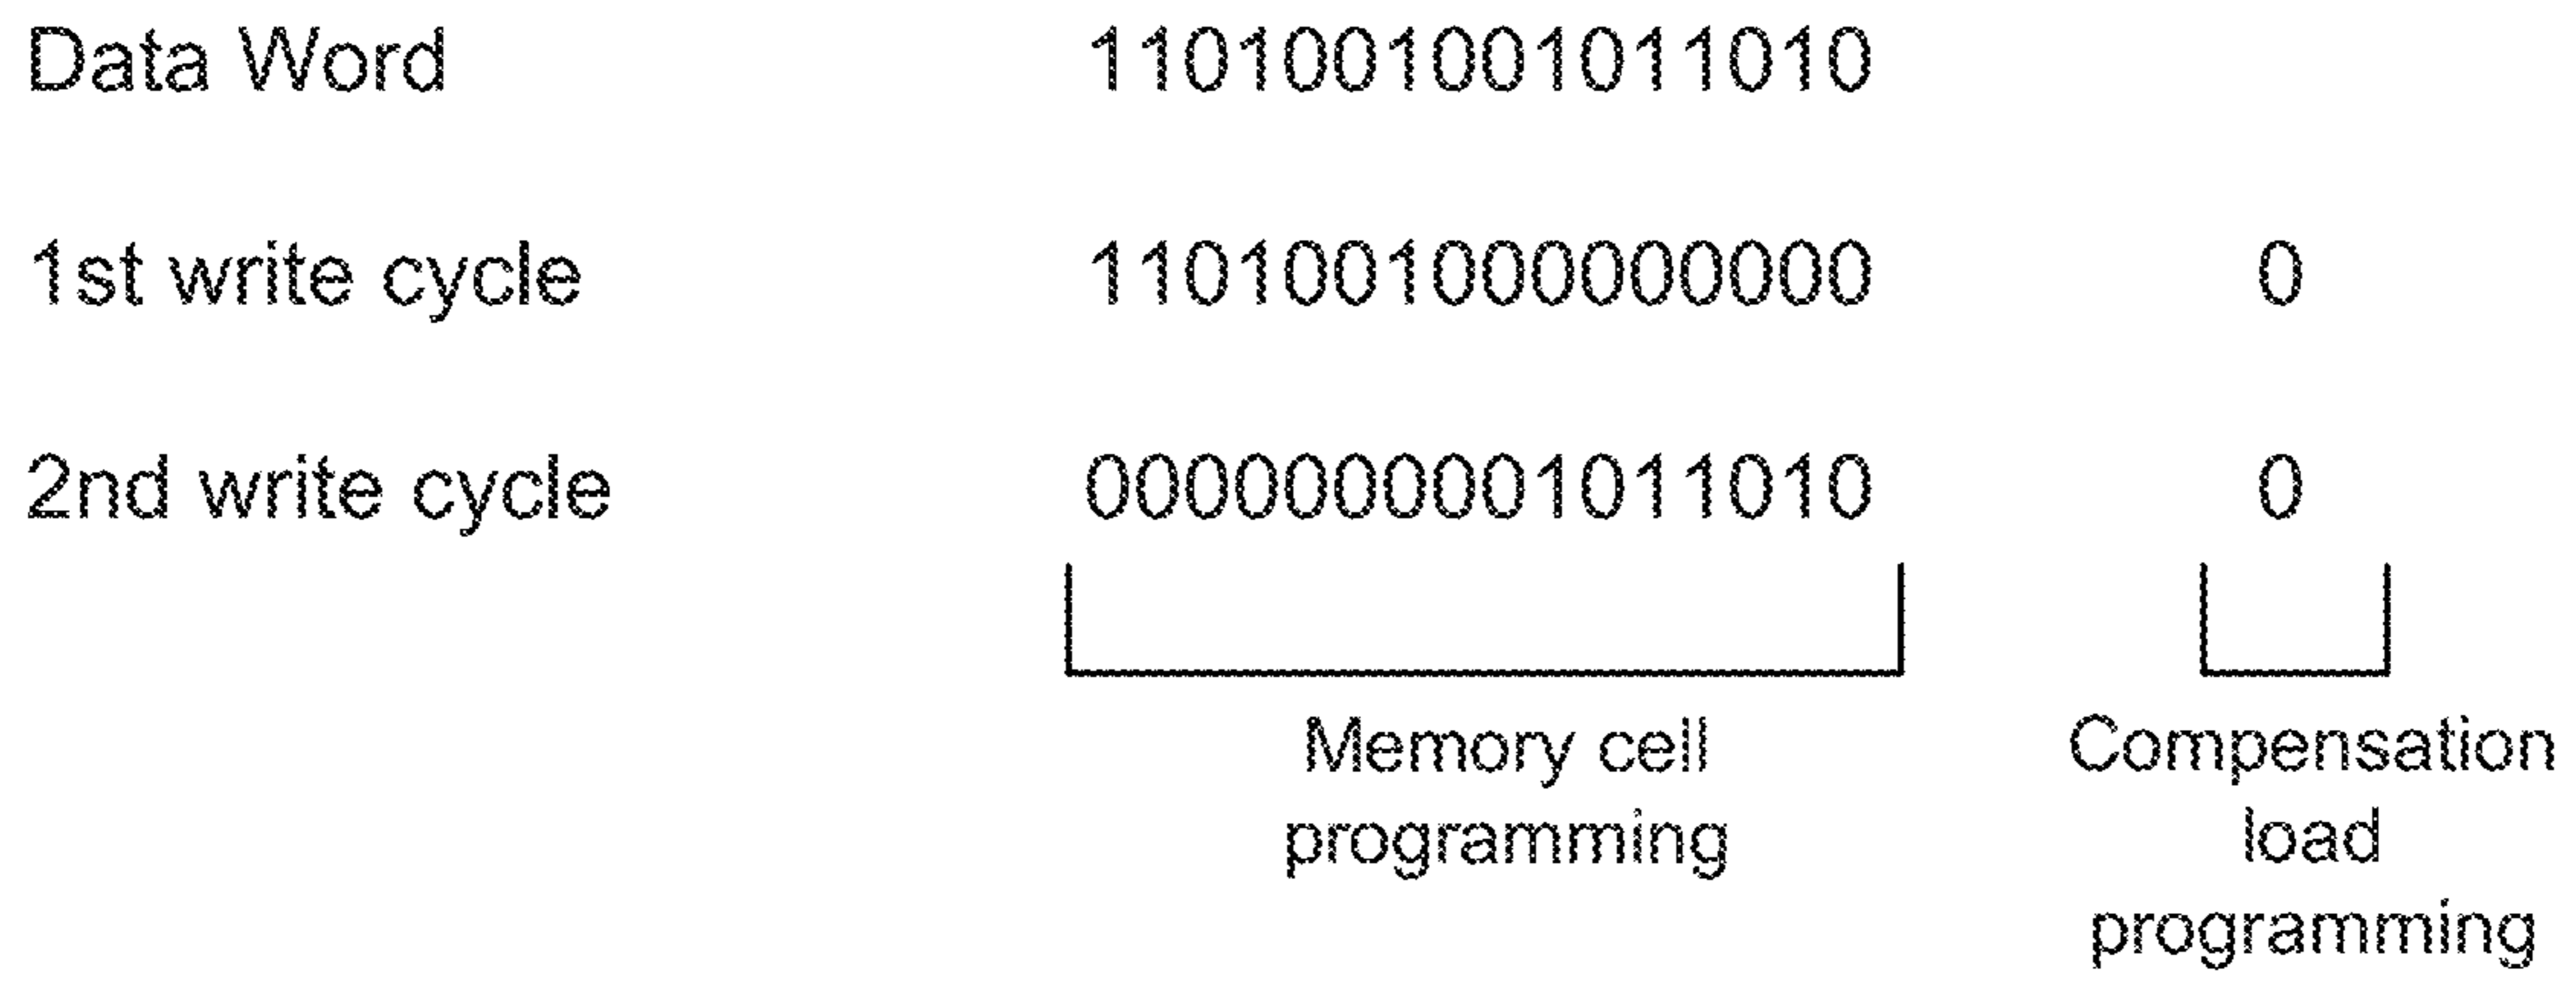 Data Word 1101001001011010
1st write cycle 1101001000000000 0
2nd write cycle 0000000001011010 0
Memory cell
programming
Compensation
load
programming